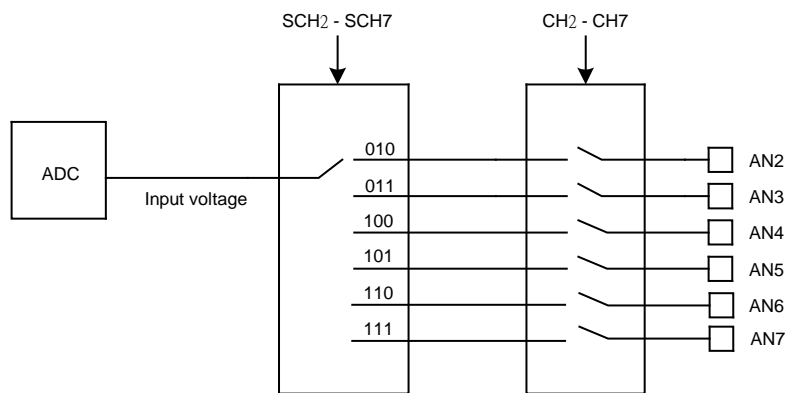 SCH2 - SCH7
CH2 - CH7
ADC
Input voltage
010
AN2
011
AN3
100
AN4
101
AN5
110
AN6
111
AN7